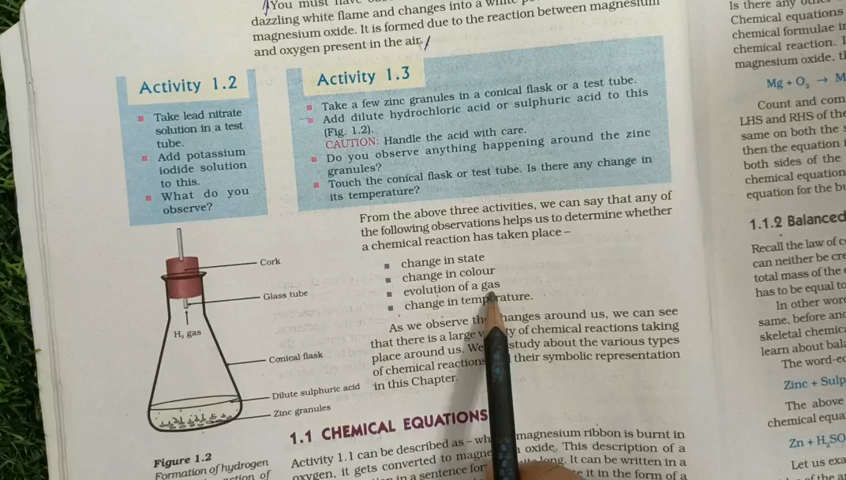 You must have
dazzling white flame and changes into a white
magnesium oxide. It is formed due to the reaction between magnesium
and oxygen present in the air.
Activity 1.2
Take lead nitrate
solution in a test
tube.
Add potassium
iodide solution
to this.
What do you
observe?
Activity 1.3
Take a few zinc granules in a conical flask or a test tube.
Add dilute hydrochloric acid or sulphuric acid to this
(Fig. 1.2).
CAUTION: Handle the acid with care.
Do you observe anything happening around the zinc
granules?
Touch the conical flask or test tube. Is there any change in
its temperature?
From the above three activities, we can say that any of
the following observations helps us to determine whether
a chemical reaction has taken place –
change in state
change in colour
evolution of a gas
change in temperature.
As we observe the changes around us, we can see
that there is a large of chemical reactions taking
place around us. We study about the various types
of chemical reactions their symbolic representation
in this Chapter.
Cork
Glass tube
H₂ gas
Conical flask
Dilute sulphuric acid
Zinc granules
Figure 1.2
Formation of hydrogen
1.1 CHEMICAL EQUATIONS
Activity 1.1 can be described as – magnesium ribbon is burnt in
oxygen, it gets converted to oxide. This description of a
in a sentence long. It can be written in a
it in the form of a
Is there any
Chemical equations
chemical formulae
chemical reaction.
magnesium oxide,
Mg + O₂ →
Count and com
LHS and RHS of the
same on both the
then the equation
both sides of the
chemical equation
equation for the
1.1.2 Balanced
Recall the law of
can neither be
total mass of the
has to be equal to
In other
same, before and
skeletal
learn about
The
Zinc +
The above
chemical
Zn +
Let us